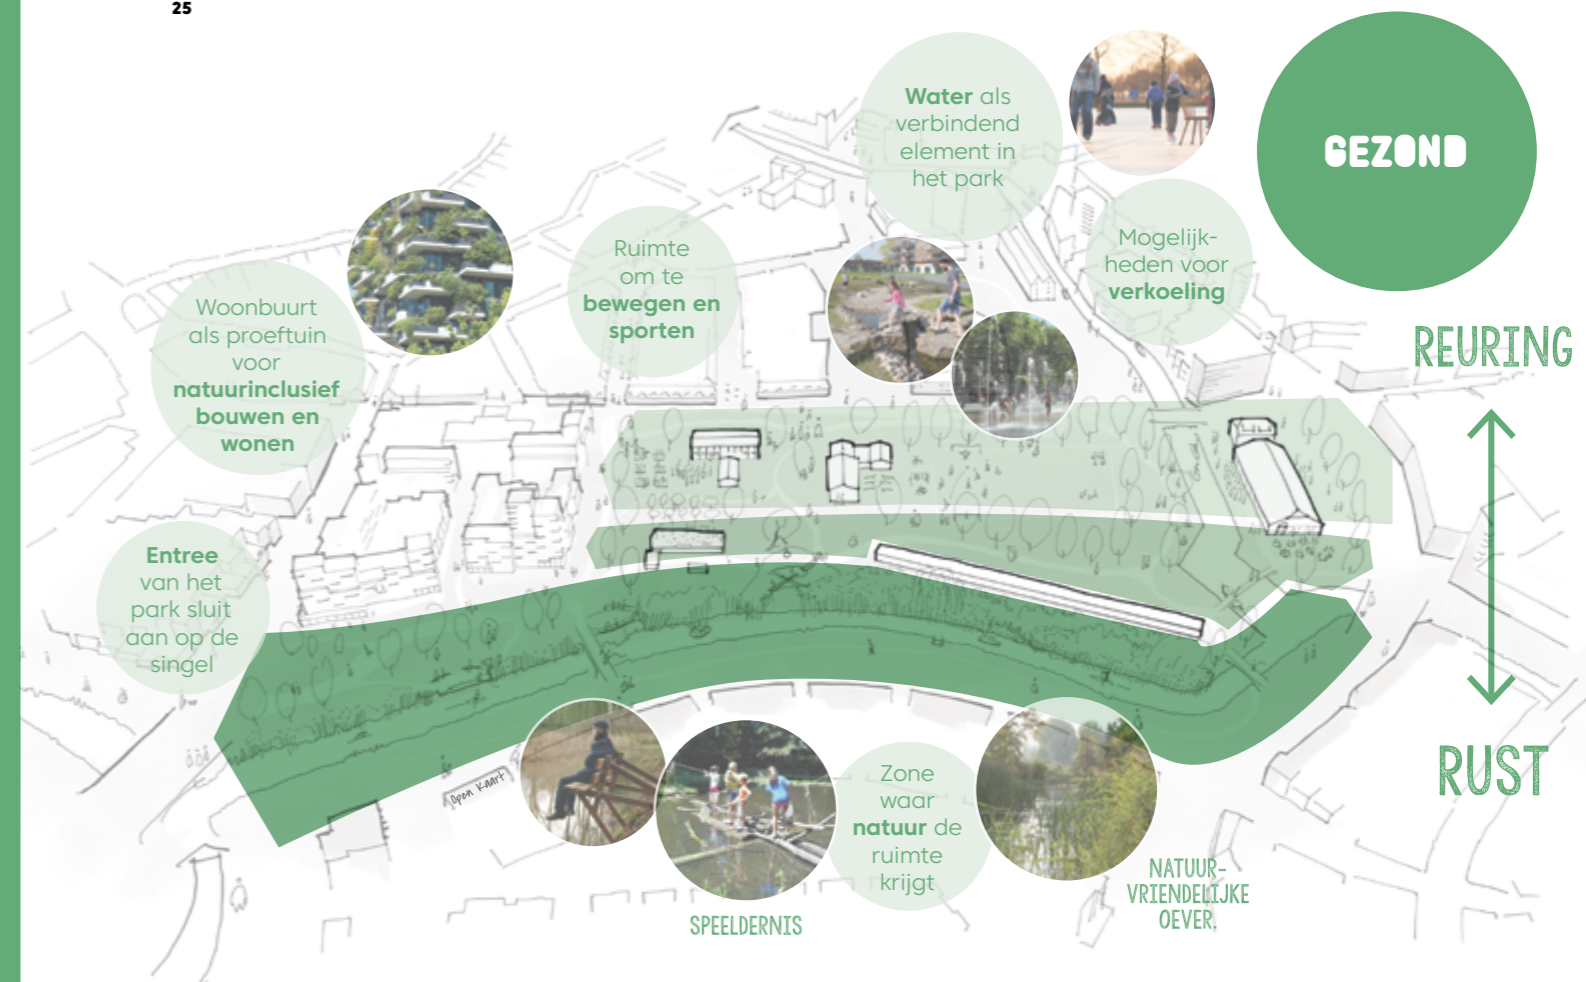 25
Water als
verbindend
element in
het park
GEZOND
Mogelijk-
heden voor
verkoeling
Ruimte
om te
bewegen en
sporten
Woonbuurt
als proeftuin
voor
natuurinclusief
bouwen en
wonen
REURING
Entree
van het
park sluit
aan op de
singel
RUST
Open Kaart
Zone
waar
natuur de
ruimte
krijgt
SPEELDERNIS
NATUUR-
VRIENDELIJKE
OEVER.